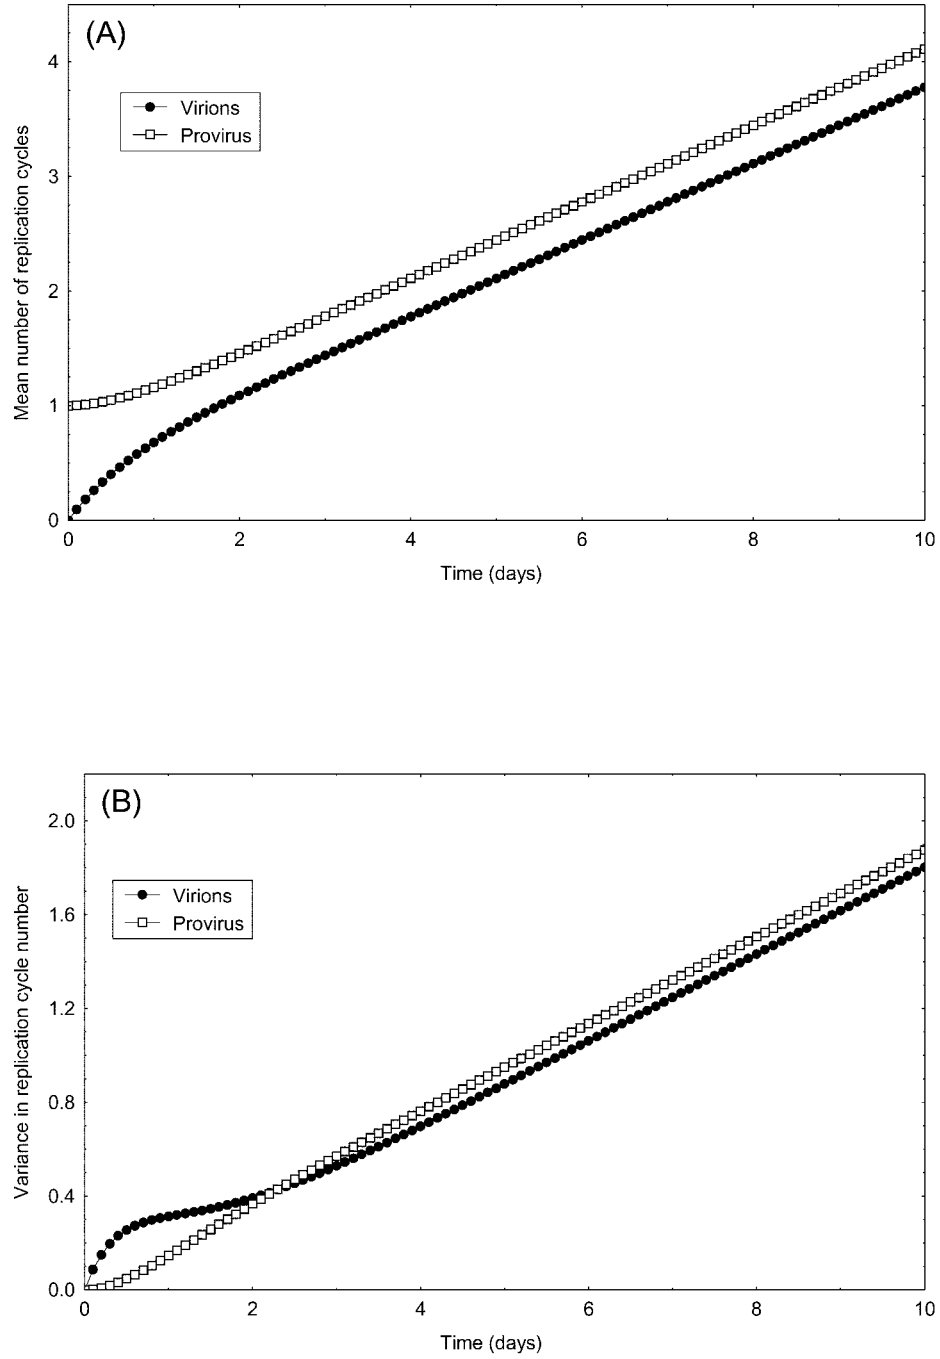 (A)
4
3
2
1
0
Mean number of replication cycles
Virions
Provirus
0 2 4 6 8 10
Time (days)
(B)
2.0
1.6
1.2
0.8
0.4
0.0
Variance in replication cycle number
Virions
Provirus
0 2 4 6 8 10
Time (days)